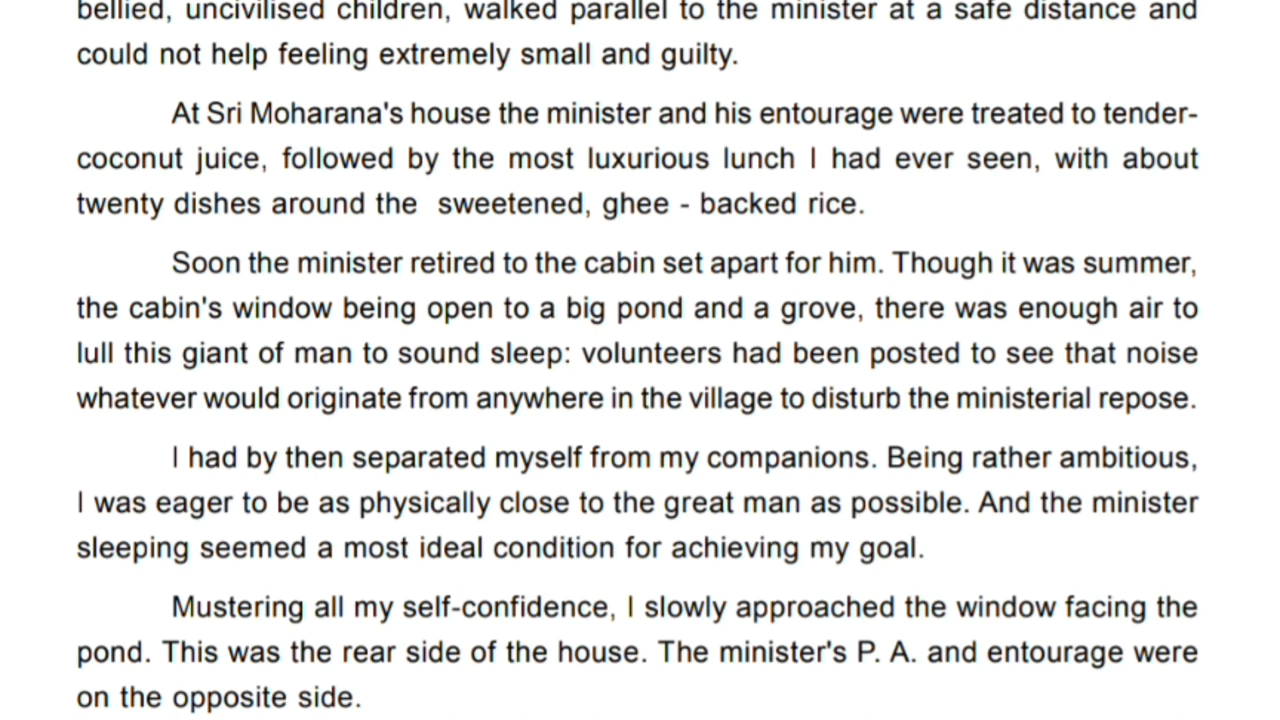 bellied, uncivilised children, walked parallel to the minister at a safe distance and
could not help feeling extremely small and guilty.
At Sri Moharana's house the minister and his entourage were treated to tender-
coconut juice, followed by the most luxurious lunch I had ever seen, with about
twenty dishes around the sweetened, ghee - backed rice.
Soon the minister retired to the cabin set apart for him. Though it was summer,
the cabin's window being open to a big pond and a grove, there was enough air to
lull this giant of man to sound sleep: volunteers had been posted to see that noise
whatever would originate from anywhere in the village to disturb the ministerial repose.
I had by then separated myself from my companions. Being rather ambitious,
I was eager to be as physically close to the great man as possible. And the minister
sleeping seemed a most ideal condition for achieving my goal.
Mustering all my self-confidence, I slowly approached the window facing the
pond. This was the rear side of the house. The minister's P. A. and entourage were
on the opposite side.